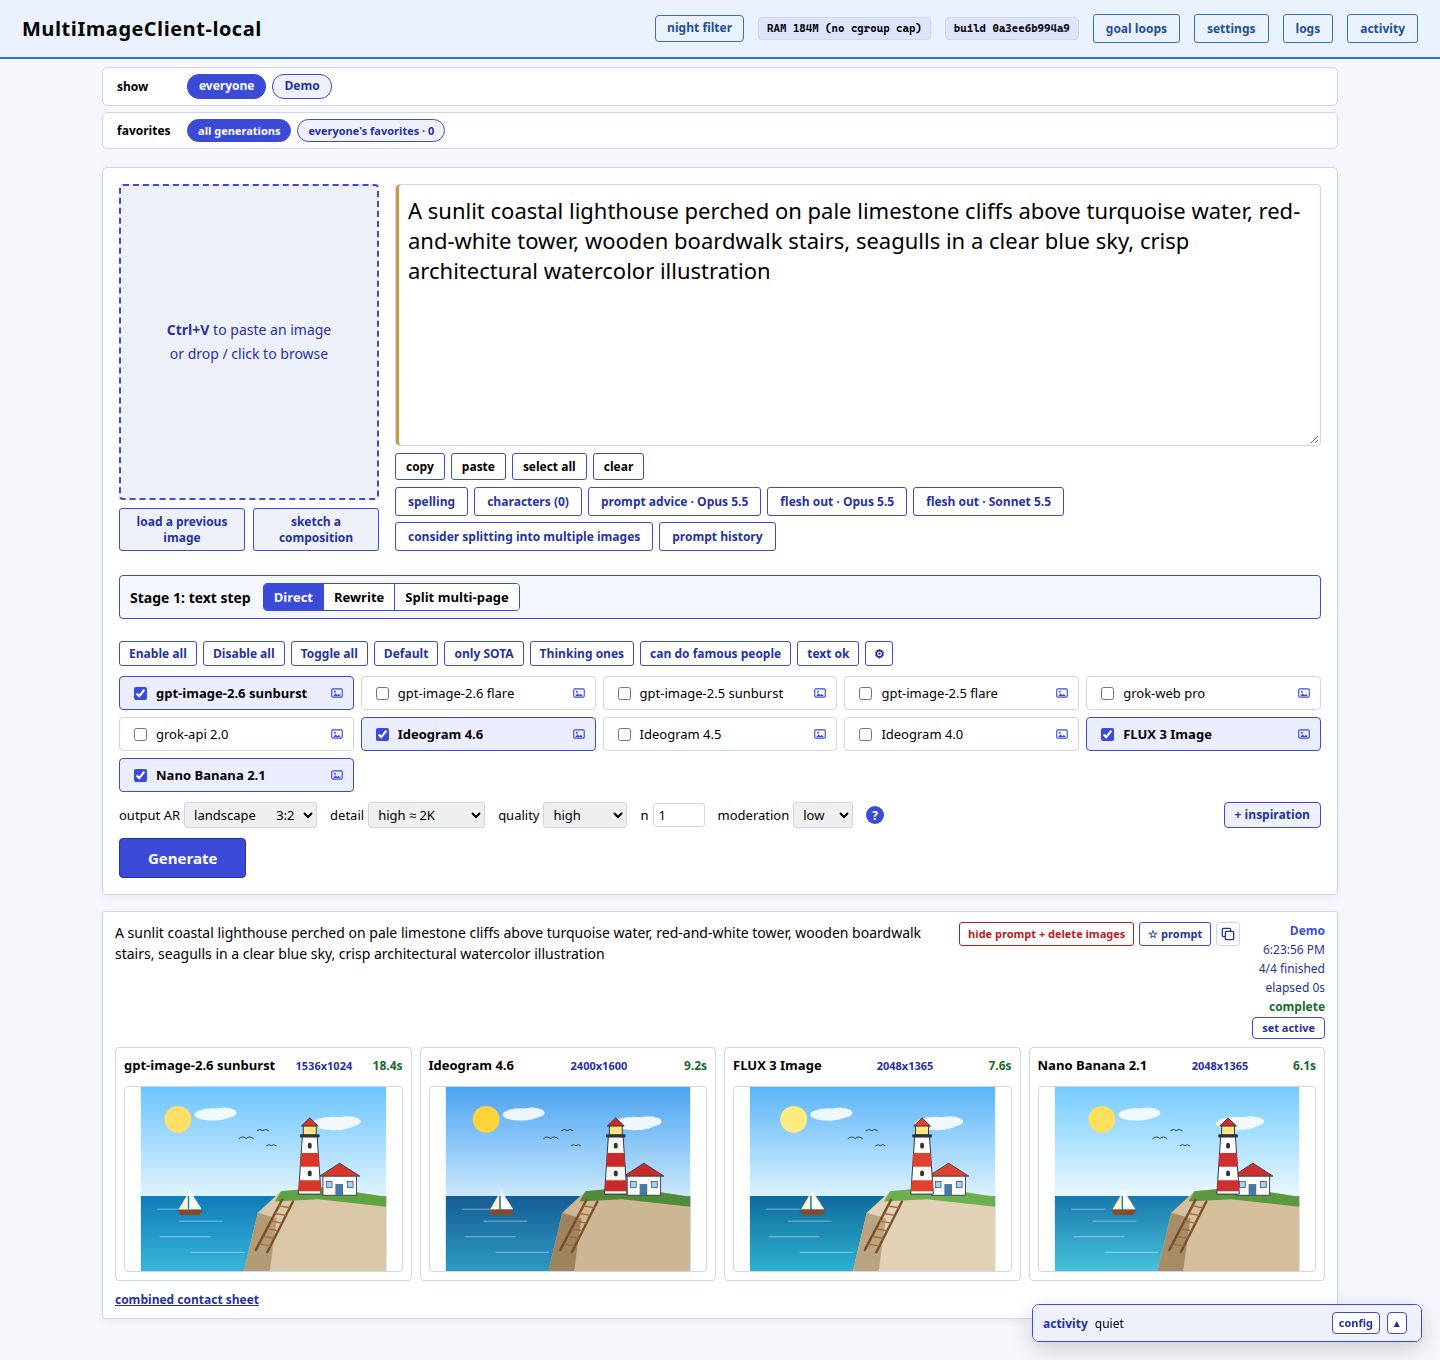 MultiImageClient-local
night filter
RAM 184M (no cgroup cap)
build 0a3ee6b994a9
goal loops
settings
logs
activity
show
everyone
Demo
favorites
all generations
everyone's favorites · 0
Ctrl+V to paste an image
or drop / click to browse
load a previous
image
sketch a
composition
A sunlit coastal lighthouse perched on pale limestone cliffs above turquoise water, red-
and-white tower, wooden boardwalk stairs, seagulls in a clear blue sky, crisp
architectural watercolor illustration
copy
paste
select all
clear
spelling
characters (0)
prompt advice · Opus 5.5
flesh out · Opus 5.5
flesh out · Sonnet 5.5
consider splitting into multiple images
prompt history
Stage 1: text step
Direct
Rewrite
Split multi-page
Enable all
Disable all
Toggle all
Default
only SOTA
Thinking ones
can do famous people
text ok
gpt-image-2.6 sunburst
gpt-image-2.6 flare
gpt-image-2.5 sunburst
gpt-image-2.5 flare
grok-web pro
grok-api 2.0
Ideogram 4.6
Ideogram 4.5
Ideogram 4.0
FLUX 3 Image
Nano Banana 2.1
output AR
landscape 3:2
detail
high ≈ 2K
quality
high
n
1
moderation
low
?
+ inspiration
Generate
A sunlit coastal lighthouse perched on pale limestone cliffs above turquoise water, red-and-white tower, wooden boardwalk
stairs, seagulls in a clear blue sky, crisp architectural watercolor illustration
hide prompt + delete images
☆ prompt
Demo
6:23:56 PM
4/4 finished
elapsed 0s
complete
set active
gpt-image-2.6 sunburst 1536x1024 18.4s
Ideogram 4.6 2400x1600 9.2s
FLUX 3 Image 2048x1365 7.6s
Nano Banana 2.1 2048x1365 6.1s
combined contact sheet
activity quiet
config
▲